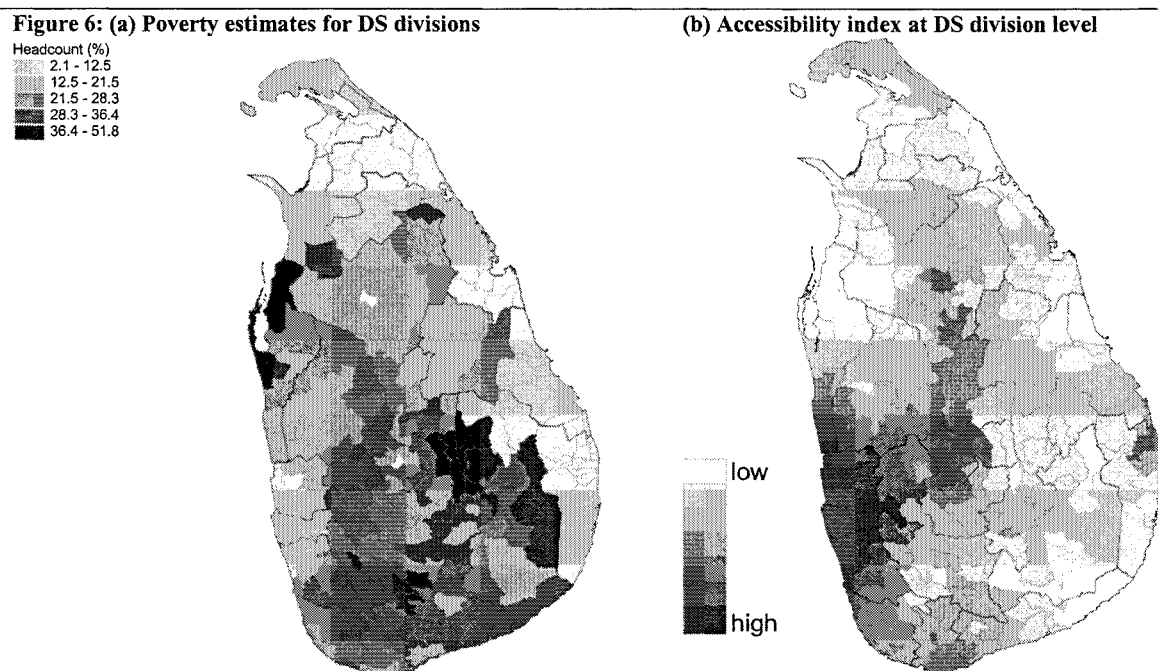 Figure 6: (a) Poverty estimates for DS divisions
(b) Accessibility index at DS division level
Headcount (%)
2.1 - 12.5
12.5 - 21.5
21.5 - 28.3
28.3 - 36.4
36.4 - 51.8
low
high